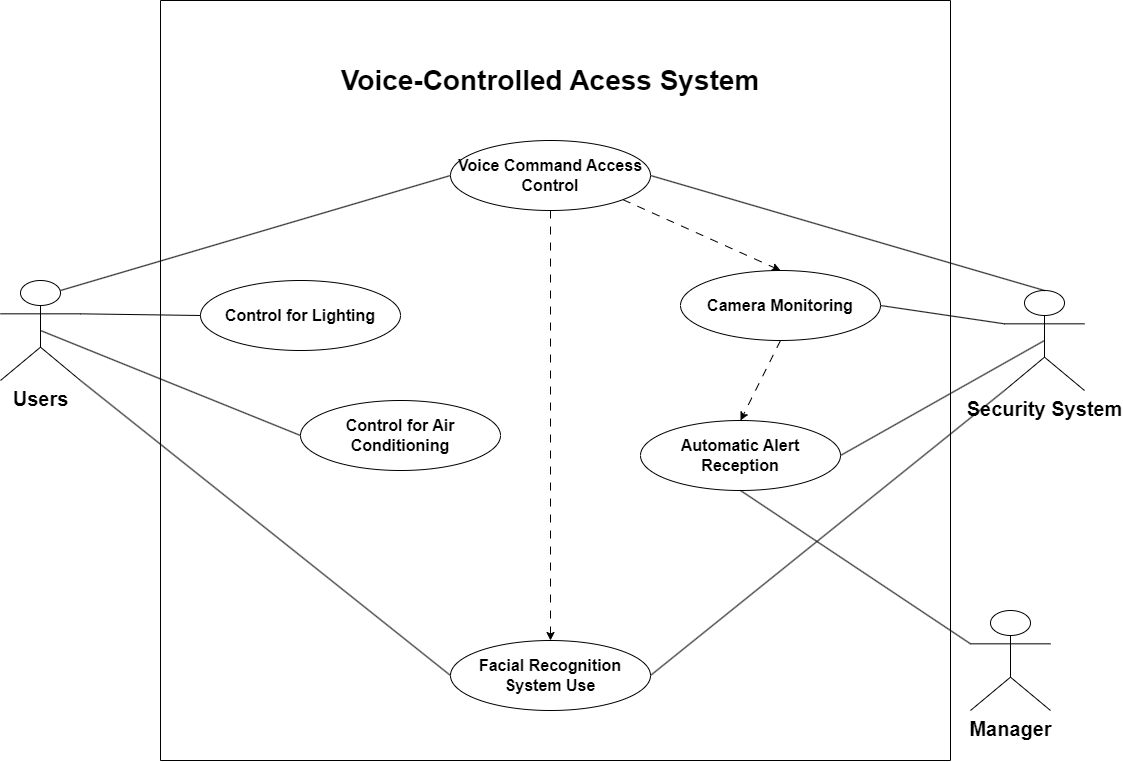 Voice-Controlled Acess System
Voice Command Access
Control
Control for Lighting
Camera Monitoring
Users
Security System
Control for Air
Conditioning
Automatic Alert
Reception
Facial Recognition
System Use
Manager